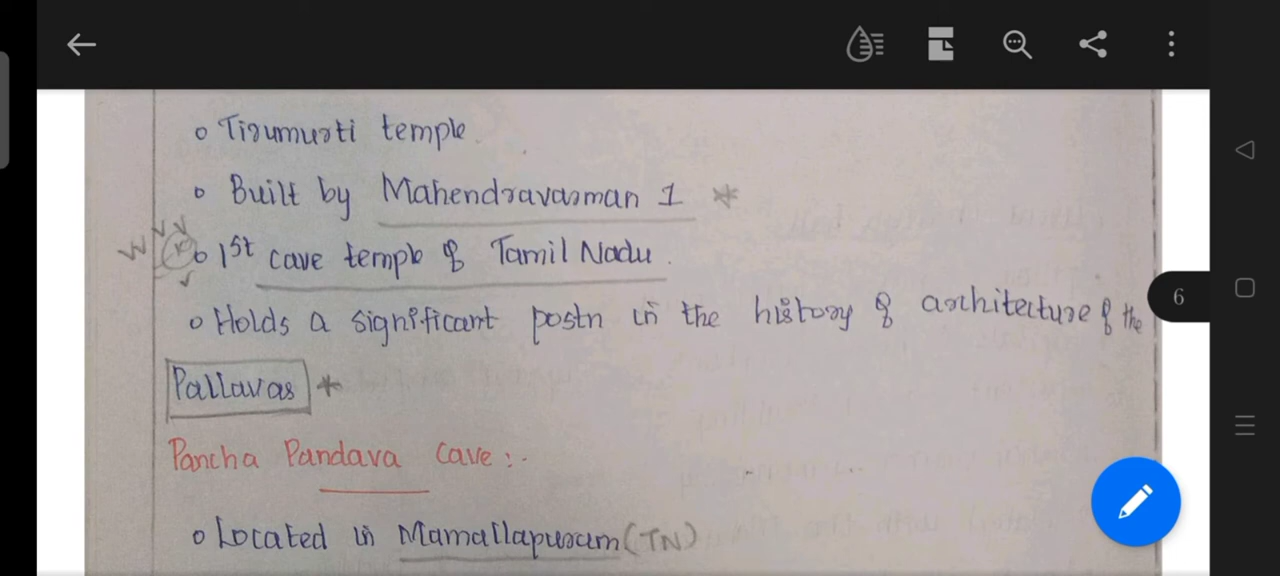 o Tirumurti temple.
o Built by Mahendravarman 1 *
o 1st cave temple of Tamil Nadu.
o Holds a significant postn in the history of architecture of the
Pallavas *
Pancha Pandava Cave :-
o Located in Mamallapuram (TN)
6